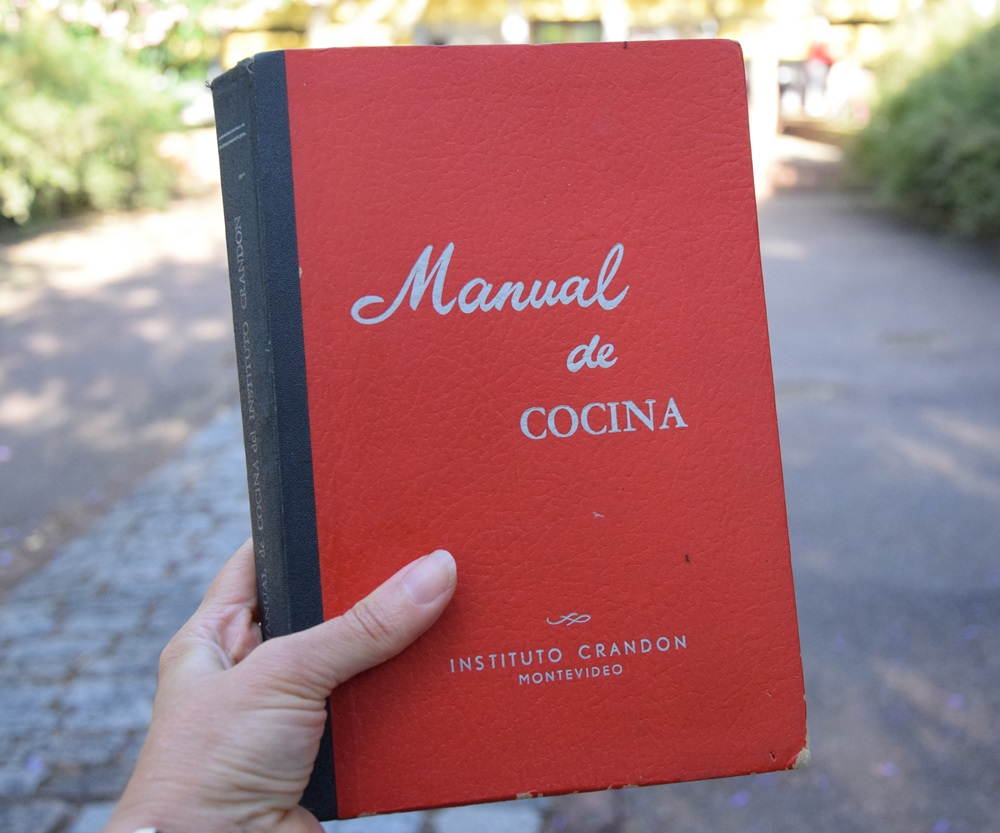 Manual
de
COCINA
INSTITUTO CRANDON
MONTEVIDEO
MANUAL de COCINA del INSTITUTO CRANDON